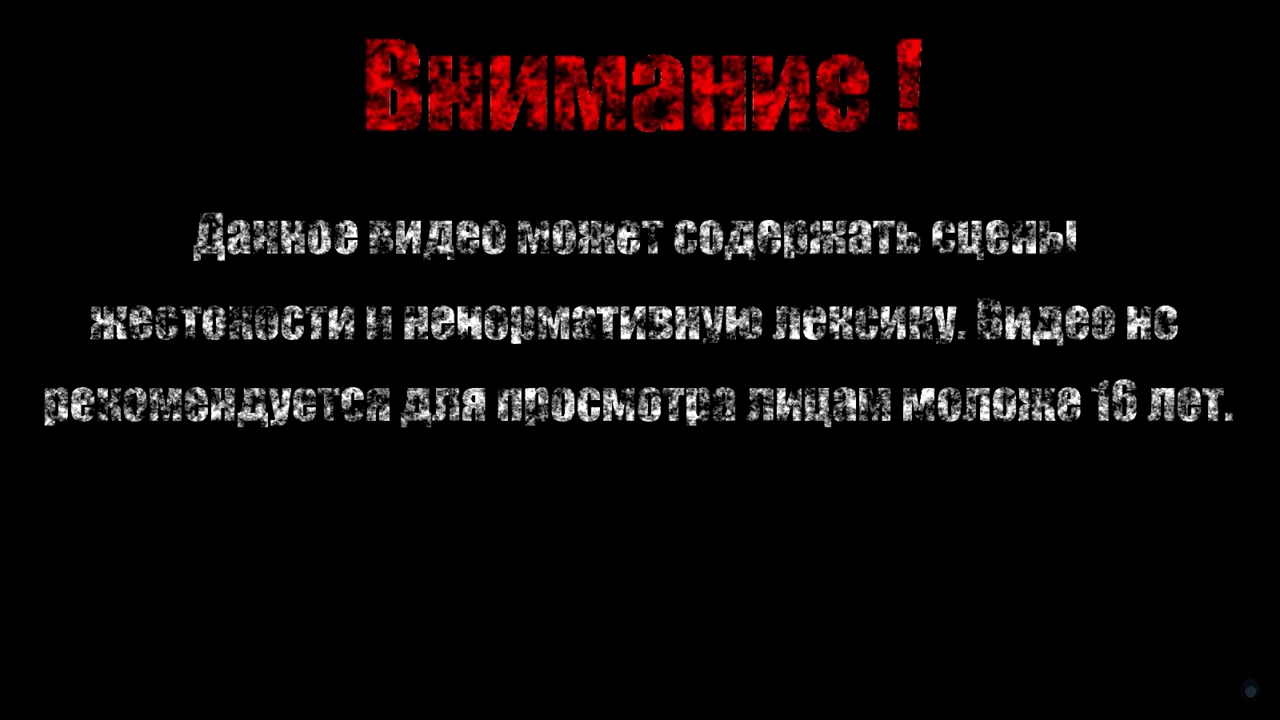 Внимание !
Данное видео может содержать сцены
жестокости и ненормативную лексику. Видео не
рекомендуется для просмотра лицам моложе 16 лет.